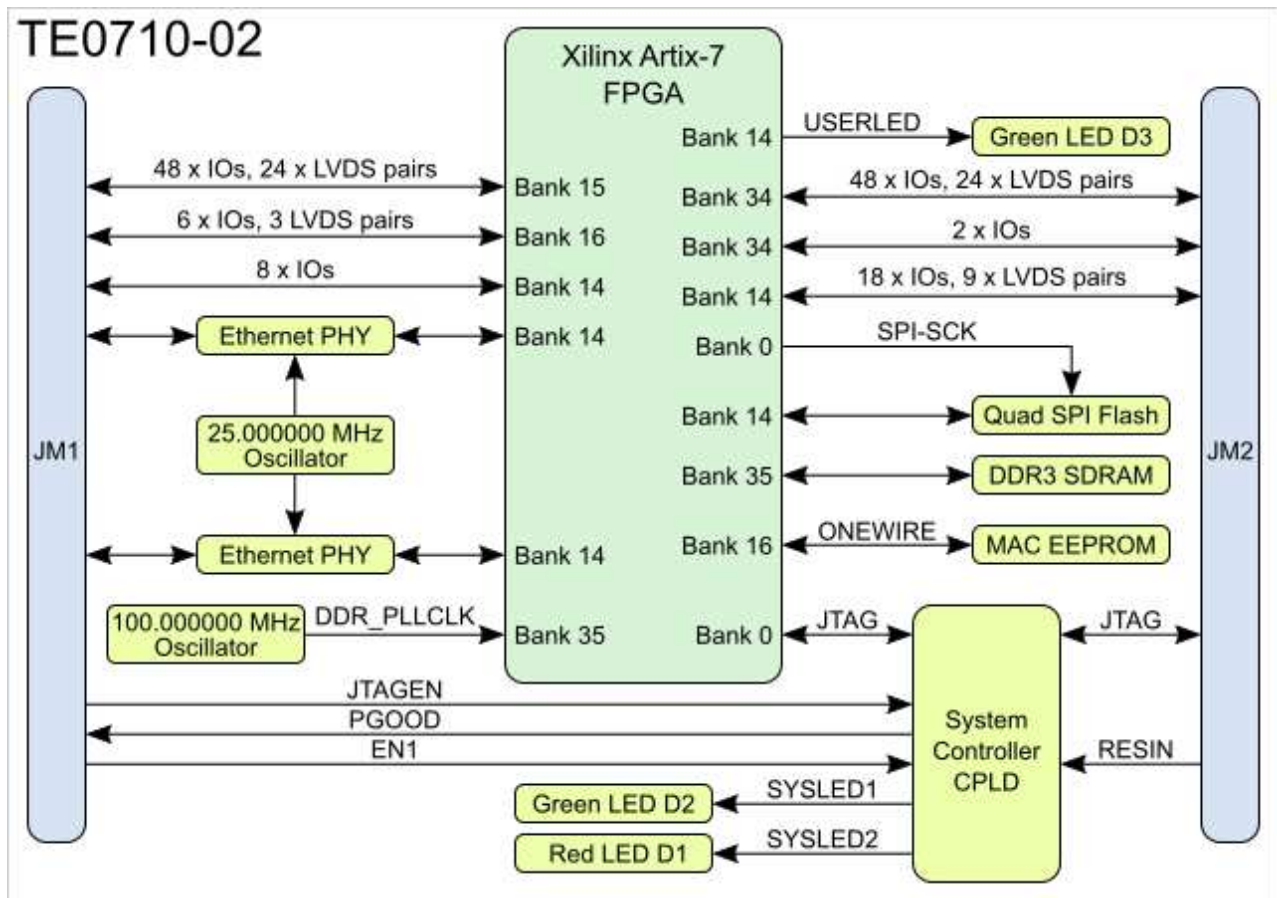 TE0710-02
Xilinx Artix-7
FPGA
JM1
48 x IOs, 24 x LVDS pairs
Bank 15
6 x IOs, 3 LVDS pairs
Bank 16
8 x IOs
Bank 14
Ethernet PHY
Bank 14
25.000000 MHz
Oscillator
Ethernet PHY
Bank 14
100.000000 MHz
Oscillator
DDR_PLLCLK
Bank 35
Bank 14
USERLED
Green LED D3
Bank 34
48 x IOs, 24 x LVDS pairs
Bank 34
2 x IOs
Bank 14
18 x IOs, 9 x LVDS pairs
Bank 0
SPI-SCK
Bank 14
Quad SPI Flash
Bank 35
DDR3 SDRAM
Bank 16
ONEWIRE
MAC EEPROM
Bank 0
JTAG
JTAG
JM2
JTAGEN
PGOOD
EN1
System
Controller
CPLD
RESIN
SYSLED1
Green LED D2
SYSLED2
Red LED D1